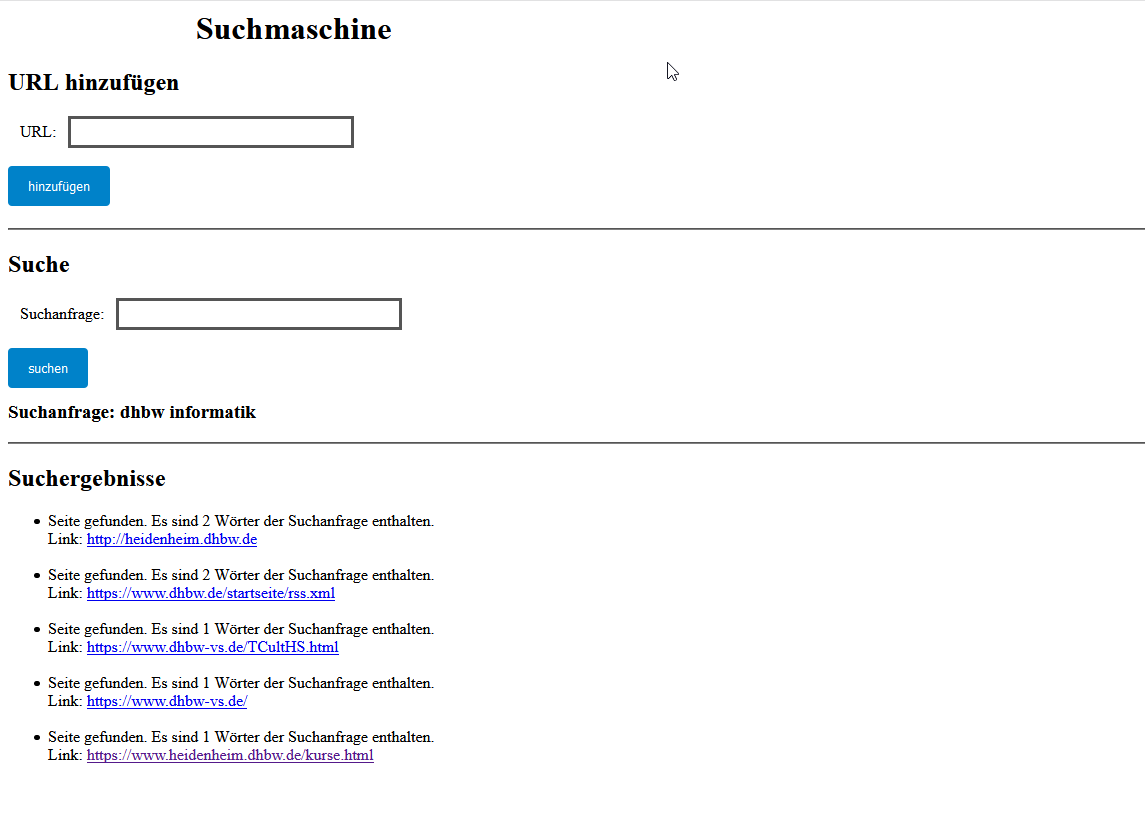 Suchmaschine
URL hinzufügen
URL:
hinzufügen
Suche
Suchanfrage:
suchen
Suchanfrage: dhbw informatik
Suchergebnisse
Seite gefunden. Es sind 2 Wörter der Suchanfrage enthalten.
Link: http://heidenheim.dhbw.de
Seite gefunden. Es sind 2 Wörter der Suchanfrage enthalten.
Link: https://www.dhbw.de/startseite/rss.xml
Seite gefunden. Es sind 1 Wörter der Suchanfrage enthalten.
Link: https://www.dhbw-vs.de/TCultHS.html
Seite gefunden. Es sind 1 Wörter der Suchanfrage enthalten.
Link: https://www.dhbw-vs.de/
Seite gefunden. Es sind 1 Wörter der Suchanfrage enthalten.
Link: https://www.heidenheim.dhbw.de/kurse.html